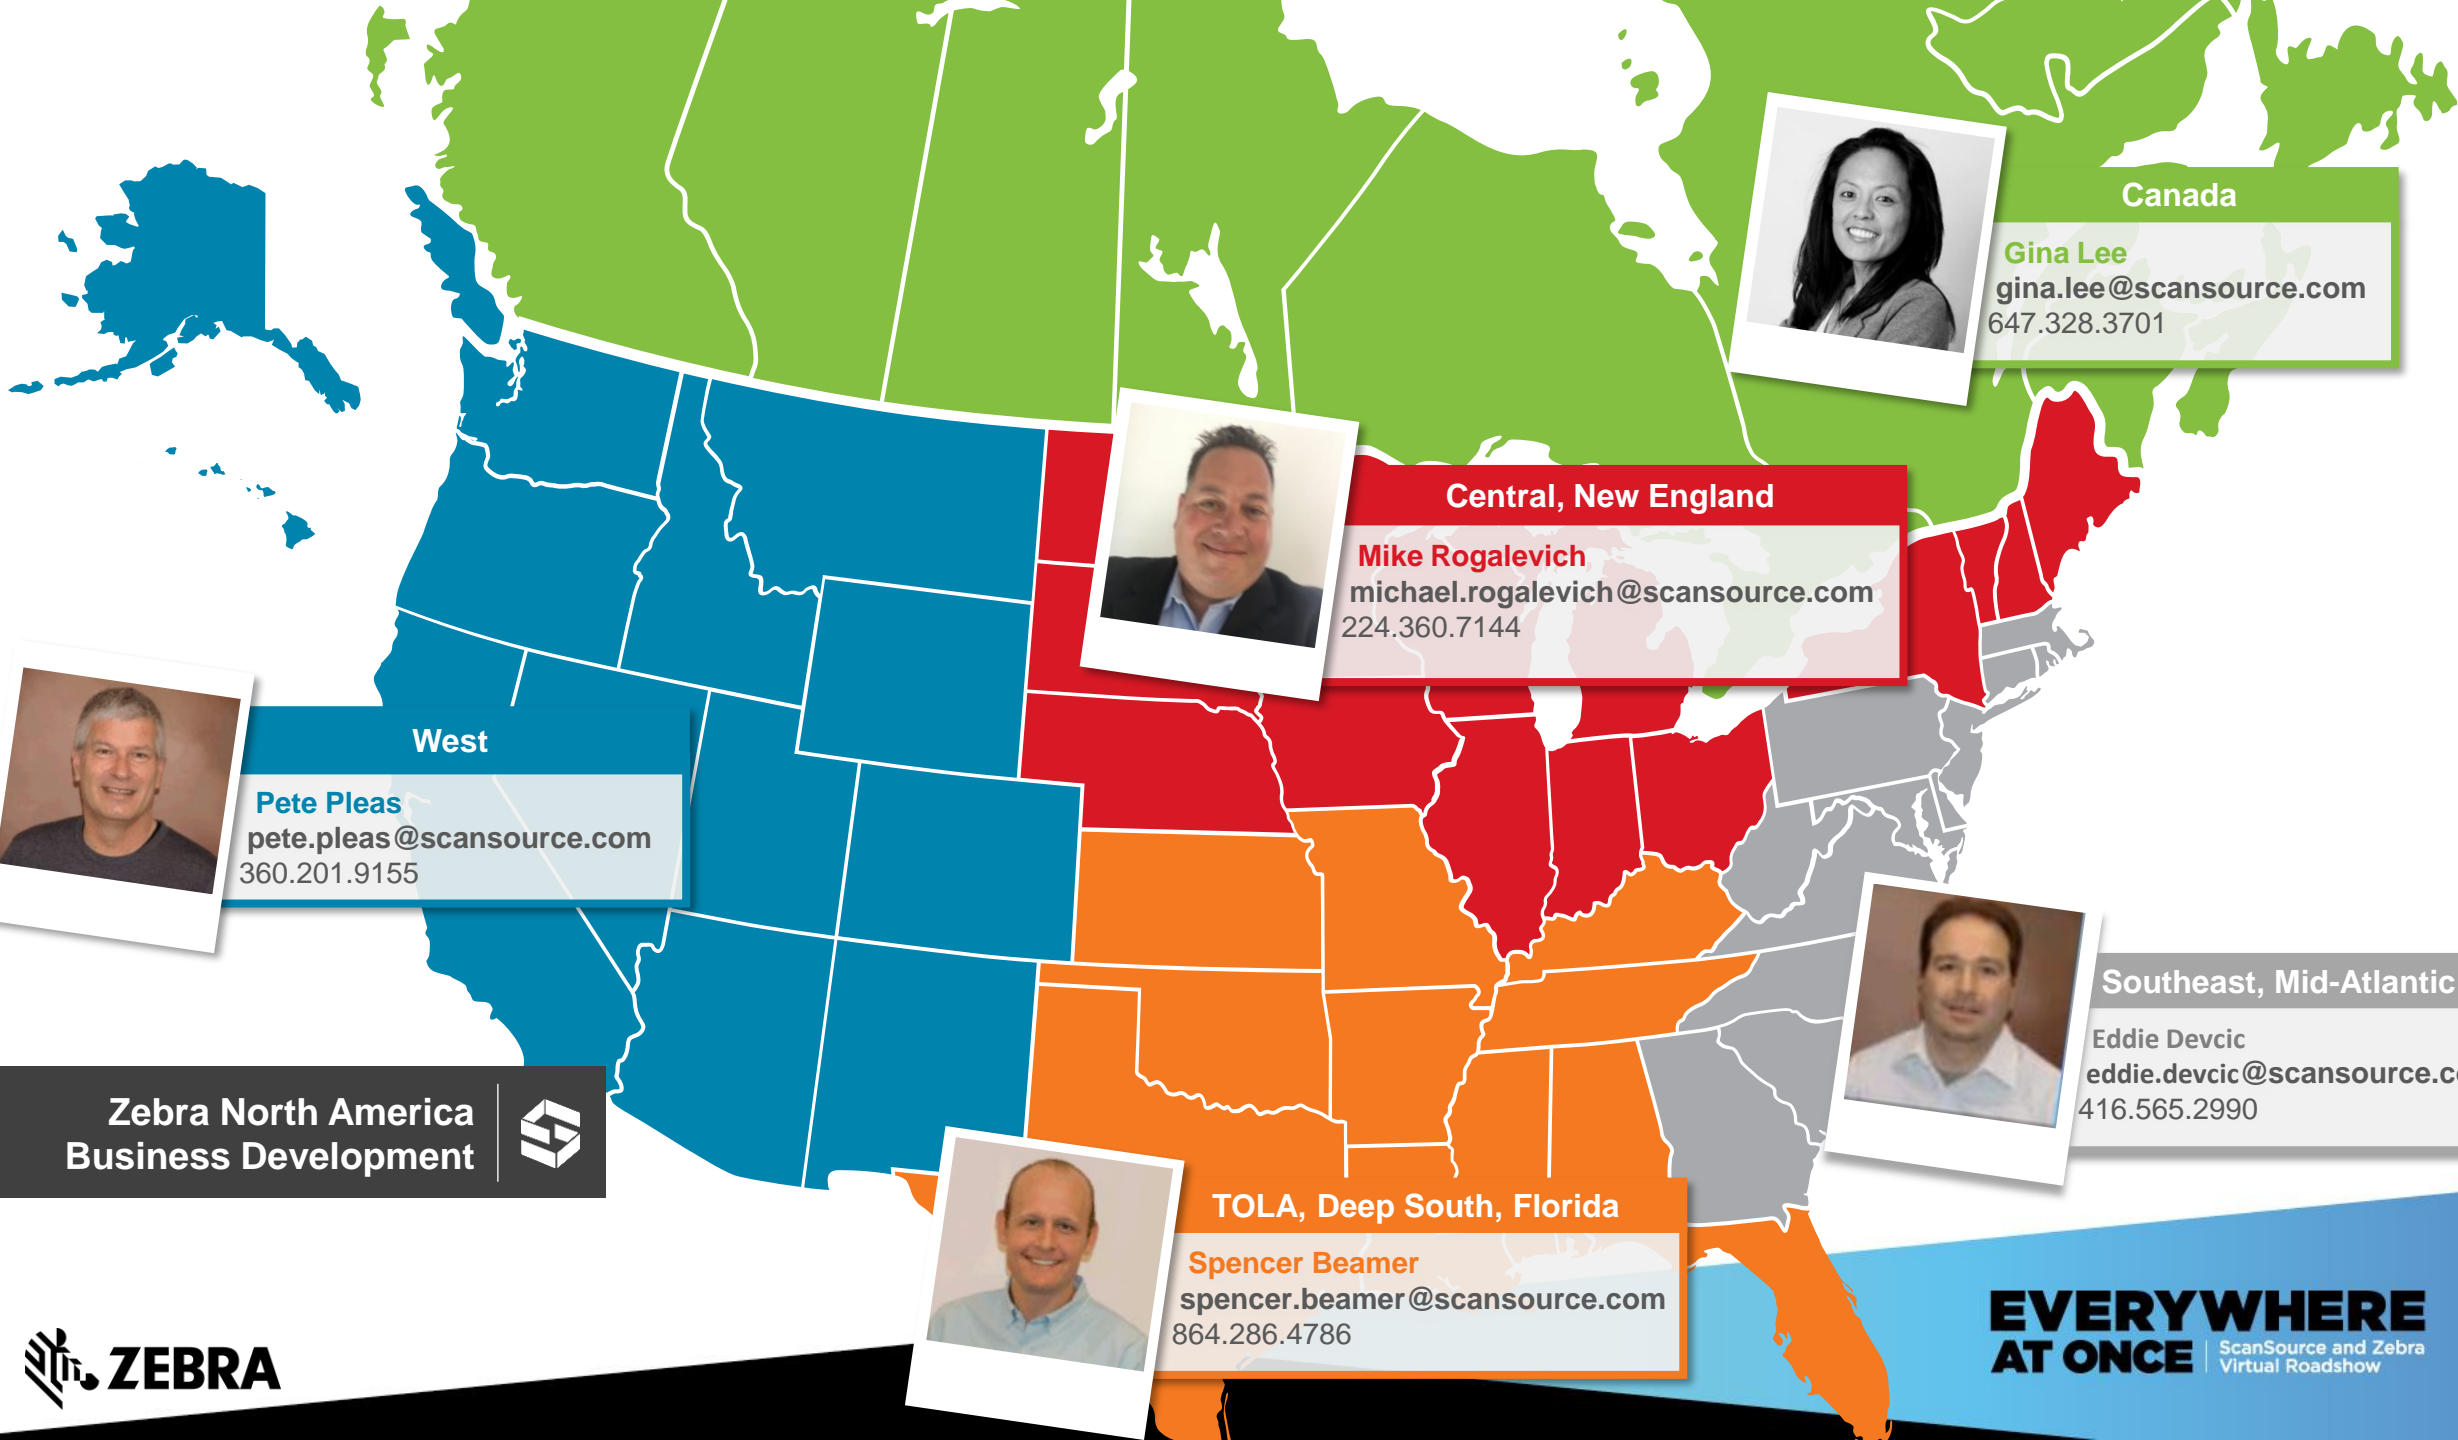 Canada
Gina Lee
gina.lee@scansource.com
647.328.3701
Central, New England
Mike Rogalevich
michael.rogalevich@scansource.com
224.360.7144
West
Pete Pleas
pete.pleas@scansource.com
360.201.9155
Southeast, Mid-Atlantic
Eddie Devcic
eddie.devcic@scansource.c
416.565.2990
Zebra North America
Business Development
TOLA, Deep South, Florida
Spencer Beamer
spencer.beamer@scansource.com
864.286.4786
ZEBRA
EVERYWHERE
AT ONCE
ScanSource and Zebra
Virtual Roadshow